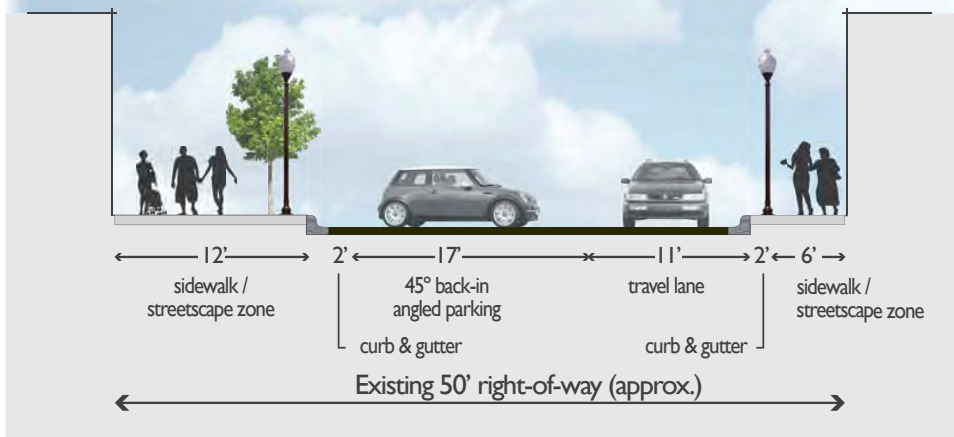 12’ 2’ 17’ 11’ 2’ 6’
sidewalk /
streetscape zone
45º back-in
angled parking
travel lane
sidewalk /
streetscape zone
curb & gutter
curb & gutter
Existing 50’ right-of-way (approx.)